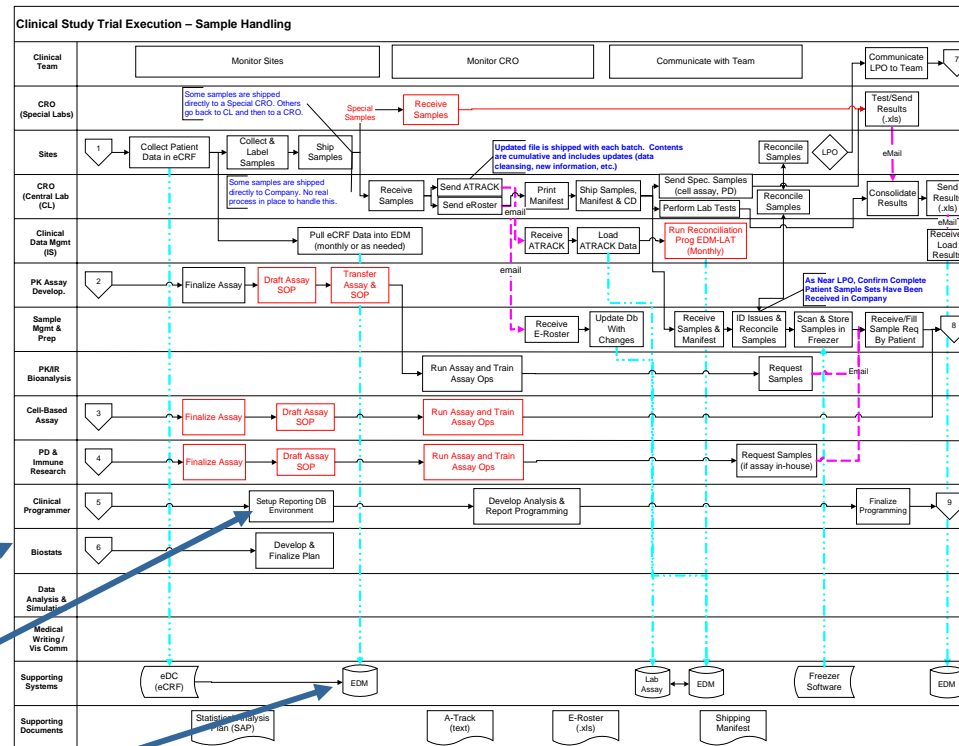 Clinical Study Trial Execution – Sample Handling
Clinical
Team
Monitor Sites
Monitor CRO
Communicate with Team
Communicate
LPO to Team
7
CRO
(Special Labs)
Some samples are shipped
directly to a Special CRO. Others
go back to CL and then to a CRO.
Special
Samples
Receive
Samples
Test/Send
Results
(.xls)
Sites
1
Collect Patient
Data in eCRF
Collect &
Label
Samples
Ship
Samples
Updated file is shipped with each batch. Contents
are cumulative and includes updates (data
cleansing, new information, etc.)
Reconcile
Samples
LPO
eMail
CRO
(Central Lab
(CL)
Some samples are shipped
directly to Company. No real
process in place to handle this.
Receive
Samples
Send ATRACK
Send eRoster
email
Print
Manifest
Ship Samples,
Manifest & CD
Send Spec. Samples
(cell assay, PD)
Perform Lab Tests
Reconcile
Samples
Consolidate
Results
Send
Results
(.xls)
eMail
Clinical
Data Mgmt
(IS)
Pull eCRF Data into EDM
(monthly or as needed)
Receive
ATRACK
Load
ATRACK Data
Run Reconciliation
Prog EDM-LAT
(Monthly)
Receive
Load
Results
PK Assay
Develop.
2
Finalize Assay
Draft Assay
SOP
Transfer
Assay &
SOP
email
As Near LPO, Confirm Complete
Patient Sample Sets Have Been
Received in Company
Sample
Mgmt &
Prep
Receive
E-Roster
Update Db
With
Changes
Receive
Samples &
Manifest
ID Issues &
Reconcile
Samples
Scan & Store
Samples in
Freezer
Receive/Fill
Sample Req
By Patient
8
PK/IR
Bioanalysis
Run Assay and Train
Assay Ops
Request
Samples
Email
Cell-Based
Assay
3
Finalize Assay
Draft Assay
SOP
Run Assay and Train
Assay Ops
PD &
Immune
Research
4
Finalize Assay
Draft Assay
SOP
Run Assay and Train
Assay Ops
Request Samples
(if assay in-house)
Clinical
Programmer
5
Setup Reporting DB
Environment
Develop Analysis &
Report Programming
Finalize
Programming
9
Biostats
6
Develop &
Finalize Plan
Data
Analysis &
Simulation
Medical
Writing /
Vis Comm
Supporting
Systems
eDC
(eCRF)
EDM
Lab
Assay
EDM
Freezer
Software
EDM
Supporting
Documents
Statistical Analysis
Plan (SAP)
A-Track
(text)
E-Roster
(.xls)
Shipping
Manifest